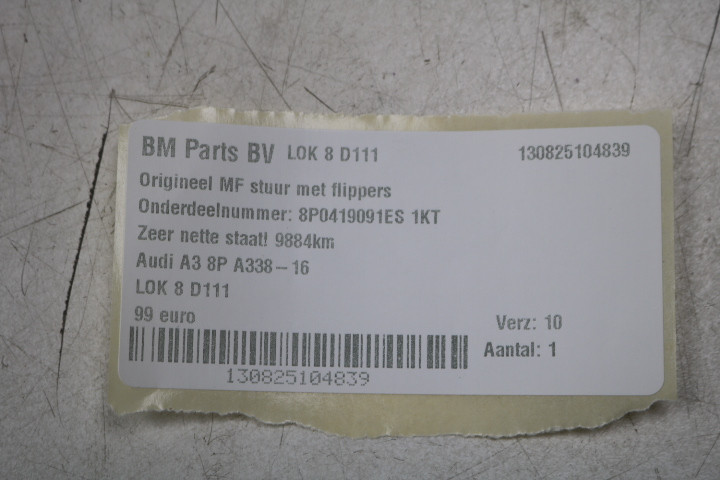 BM Parts BV LOK 8 D111 130825104839
Origineel MF stuur met flippers
Onderdeelnummer: 8P0419091ES 1KT
Zeer nette staat! 9884km
Audi A3 8P A338-16
LOK 8 D111
99 euro
Verz: 10
Aantal: 1
130825104839